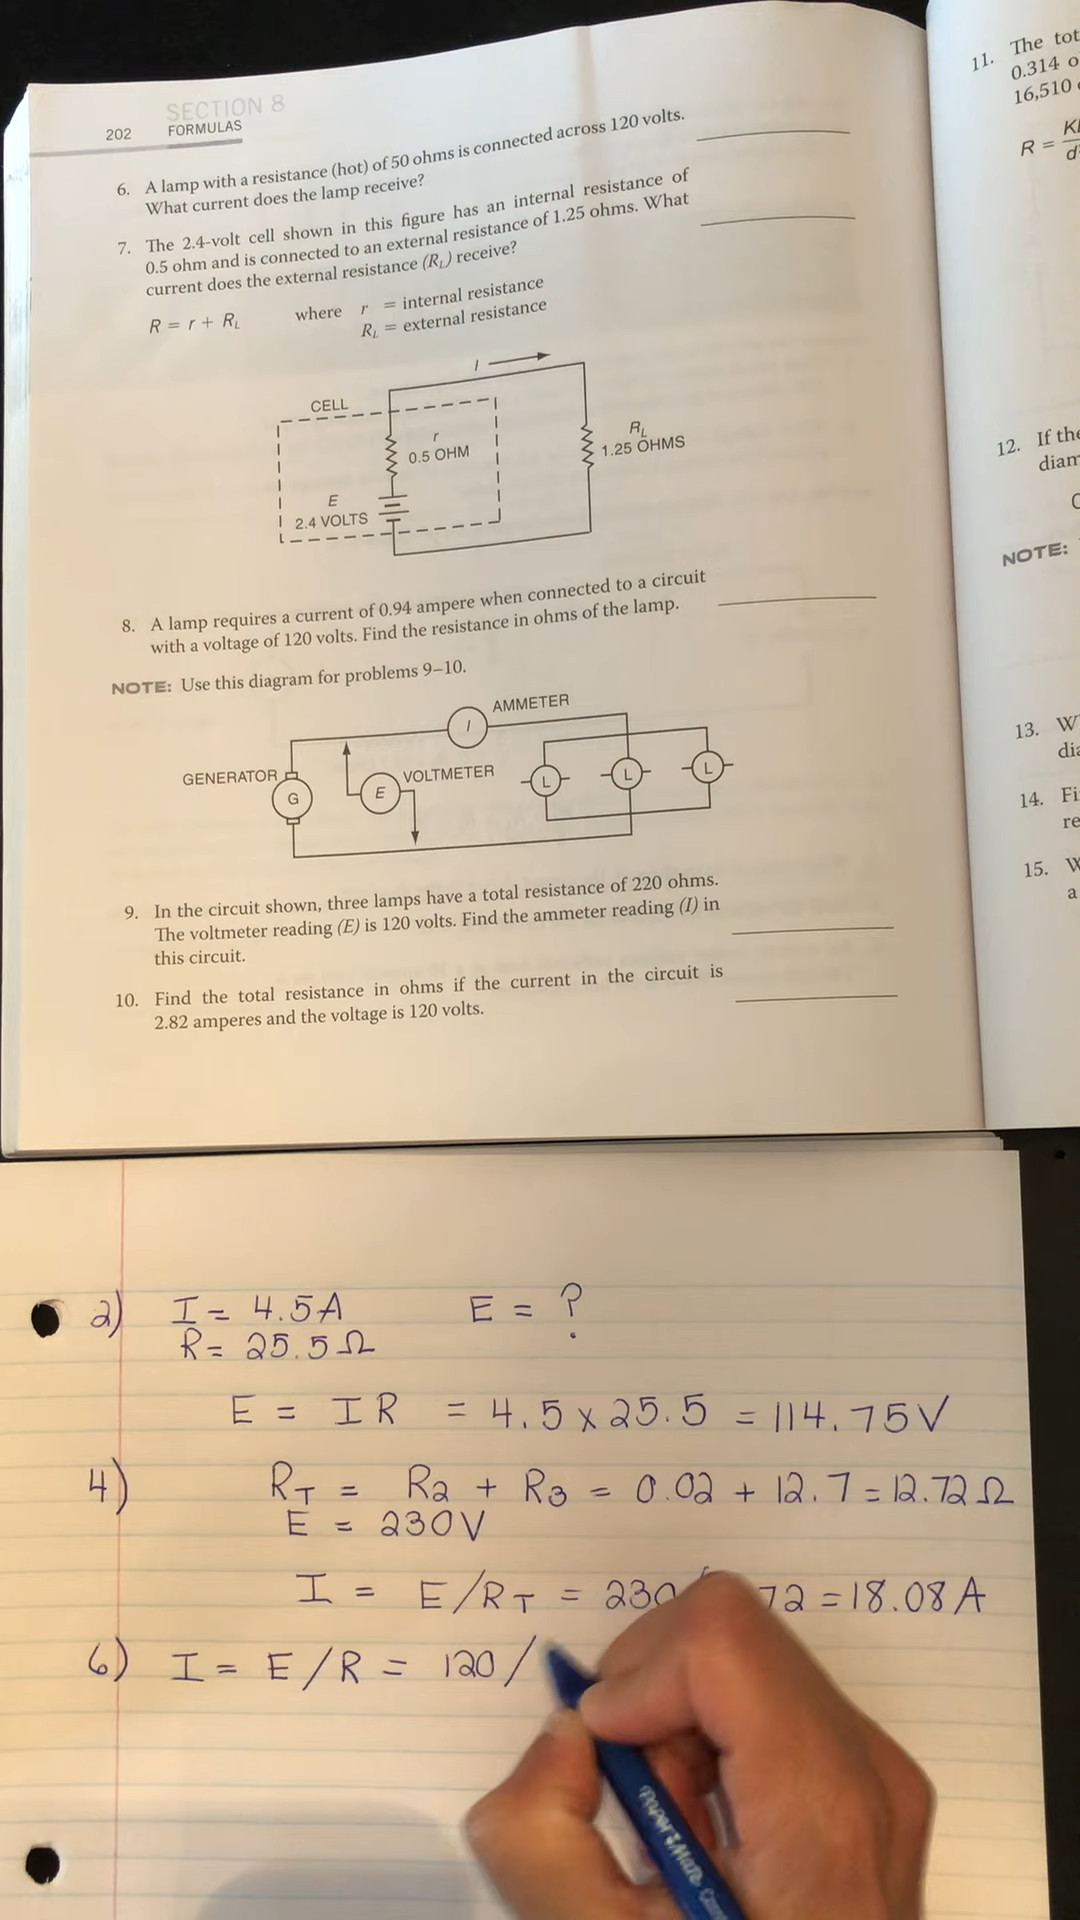 SECTION 8
202 FORMULAS
6. A lamp with a resistance (hot) of 50 ohms is connected across 120 volts.
What current does the lamp receive?
7. The 2.4-volt cell shown in this figure has an internal resistance of
0.5 ohm and is connected to an external resistance of 1.25 ohms. What
current does the external resistance (R_L) receive?
R = r + R_L where r = internal resistance
R_L = external resistance
I
CELL
r
0.5 OHM
R_L
1.25 OHMS
E
2.4 VOLTS
8. A lamp requires a current of 0.94 ampere when connected to a circuit
with a voltage of 120 volts. Find the resistance in ohms of the lamp.
NOTE: Use this diagram for problems 9–10.
AMMETER
I
GENERATOR
G
E
VOLTMETER
L
L
L
9. In the circuit shown, three lamps have a total resistance of 220 ohms.
The voltmeter reading (E) is 120 volts. Find the ammeter reading (I) in
this circuit.
10. Find the total resistance in ohms if the current in the circuit is
2.82 amperes and the voltage is 120 volts.
11. The tot
0.314 o
16,510
R =
d
12. If the
diam
C
NOTE:
13. W
dia
14. Fi
re
15. W
a
2) I = 4.5A E = ?
R = 25.5Ω
E = IR = 4.5 x 25.5 = 114.75V
4) R_T = R2 + R3 = 0.02 + 12.7 = 12.72Ω
E = 230V
I = E/R_T = 230 72 = 18.08A
6) I = E/R = 120/
PaperMate